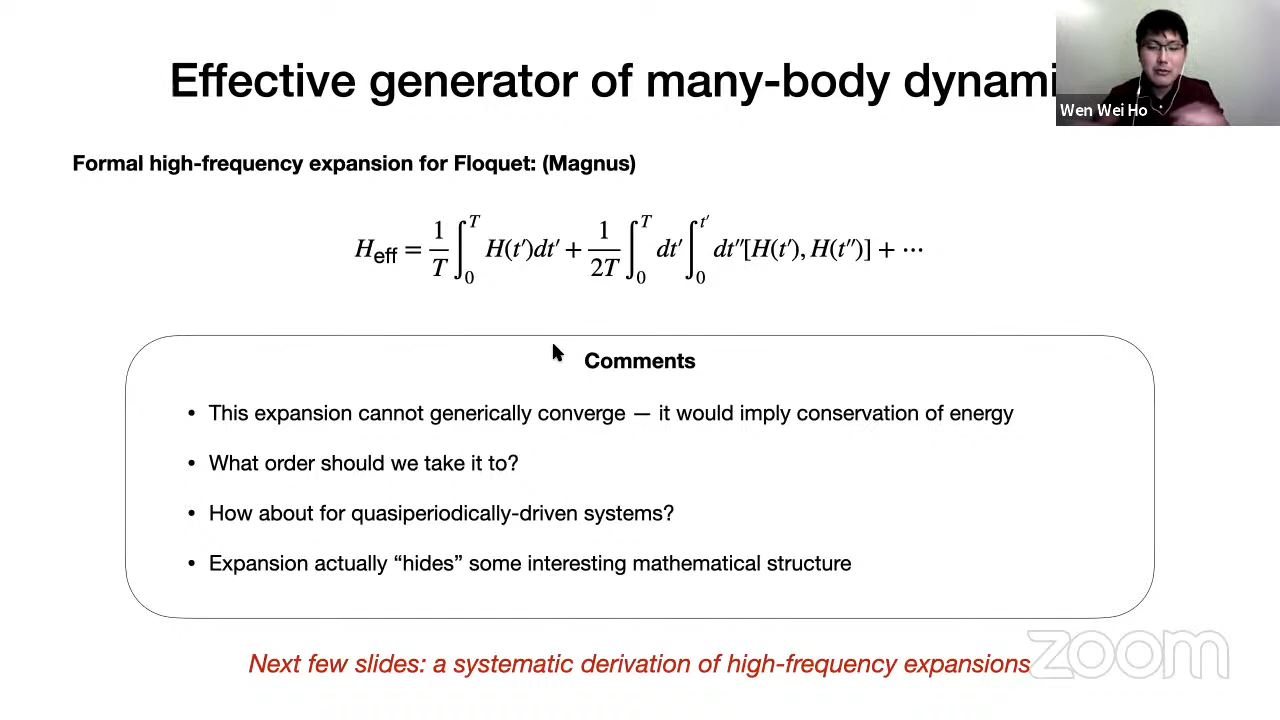 Effective generator of many-body dynami
Wen Wei Ho
Formal high-frequency expansion for Floquet: (Magnus)
H_eff = 1/T ∫_0^T H(t′)dt′ + 1/2T ∫_0^T dt′ ∫_0^t′ dt″[H(t′), H(t″)] + ⋯
Comments
• This expansion cannot generically converge — it would imply conservation of energy
• What order should we take it to?
• How about for quasiperiodically-driven systems?
• Expansion actually “hides” some interesting mathematical structure
Next few slides: a systematic derivation of high-frequency expansions
zoom